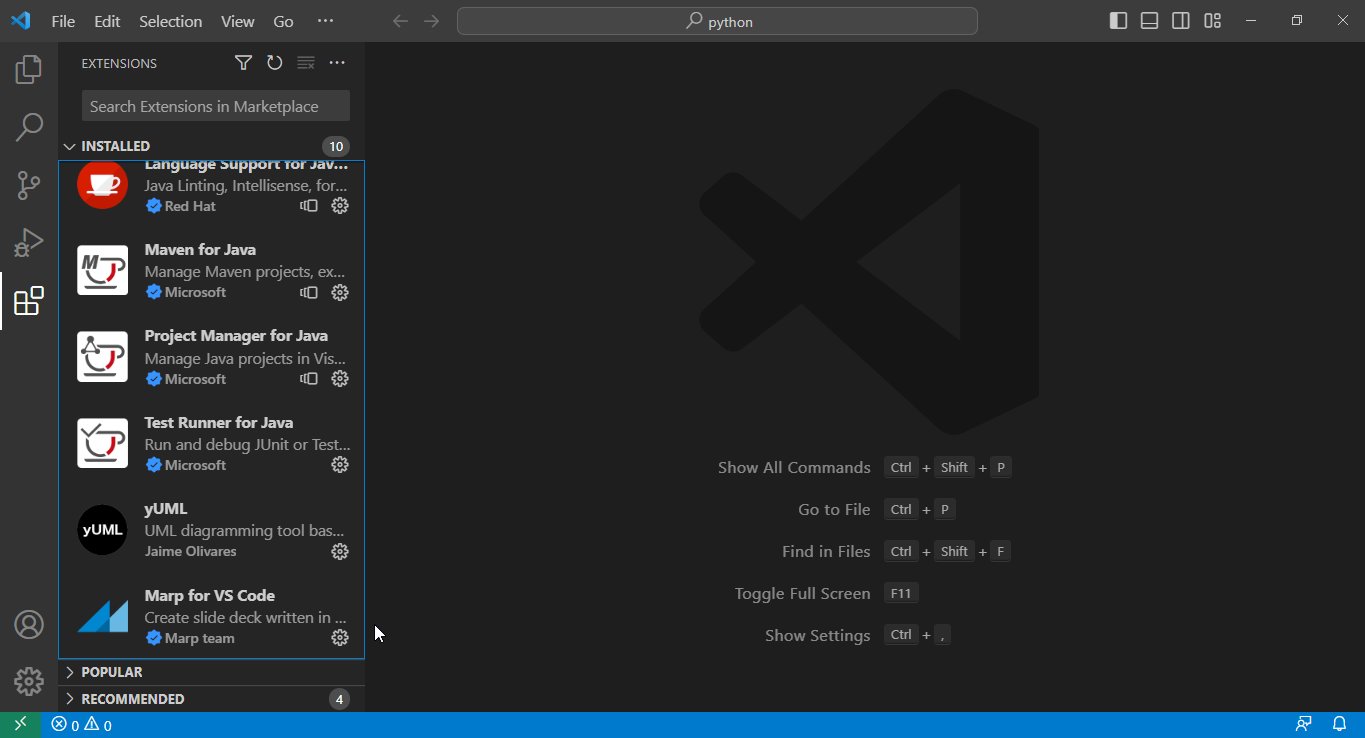 File Edit Selection View Go ···
python
EXTENSIONS
Search Extensions in Marketplace
INSTALLED 10
Language Support for Jav...
Java Linting, Intellisense, for...
Red Hat
M
Maven for Java
Manage Maven projects, ex...
Microsoft
Project Manager for Java
Manage Java projects in Vis...
Microsoft
Test Runner for Java
Run and debug JUnit or Test...
Microsoft
yUML
yUML
UML diagramming tool bas...
Jaime Olivares
Marp for VS Code
Create slide deck written in ...
Marp team
POPULAR
RECOMMENDED 4
Show All Commands Ctrl + Shift + P
Go to File Ctrl + P
Find in Files Ctrl + Shift + F
Toggle Full Screen F11
Show Settings Ctrl + ,
0 0